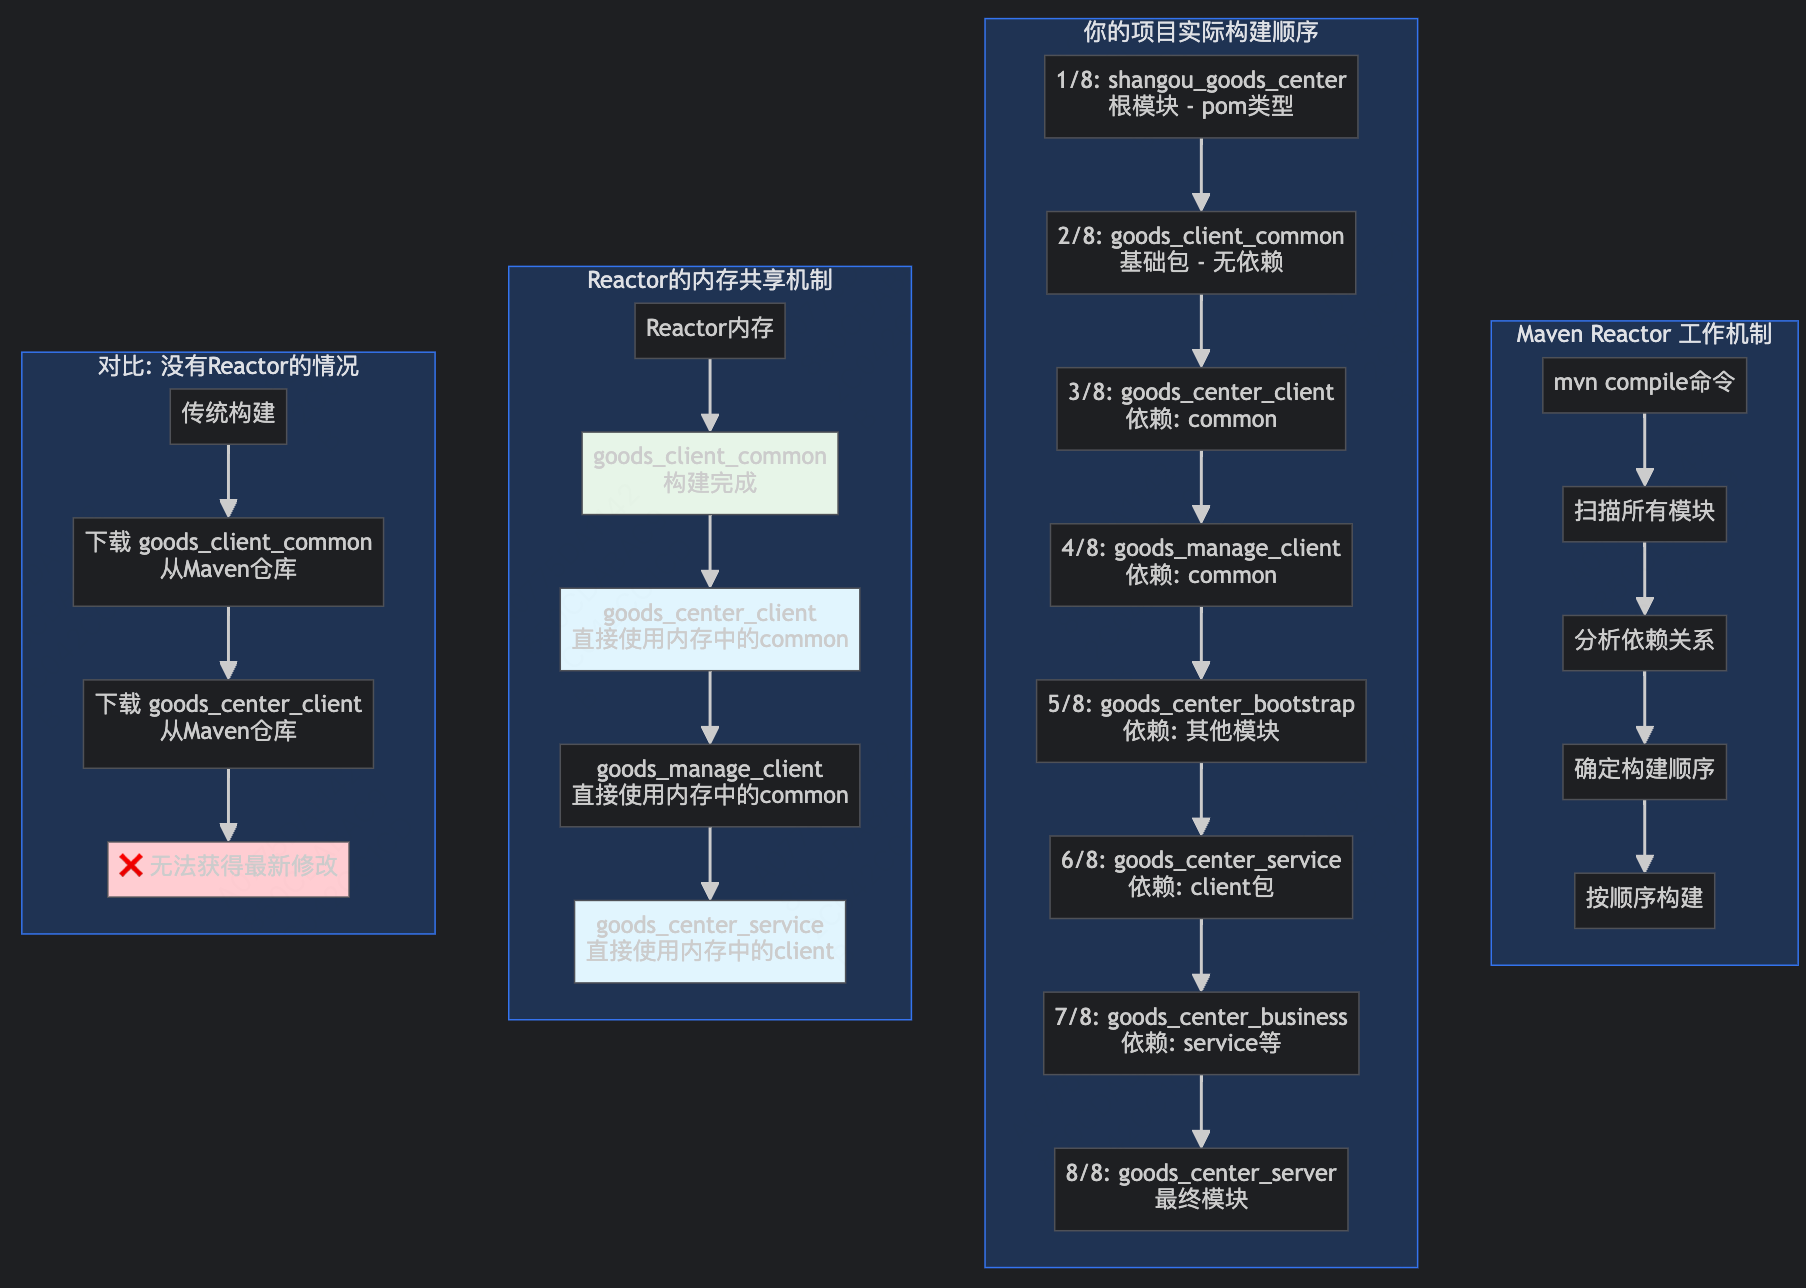 对比: 没有Reactor的情况
传统构建
下载 goods_client_common
从Maven仓库
下载 goods_center_client
从Maven仓库
❌ 无法获得最新修改
Reactor的内存共享机制
Reactor内存
goods_client_common
构建完成
goods_center_client
直接使用内存中的common
goods_manage_client
直接使用内存中的common
goods_center_service
直接使用内存中的client
你的项目实际构建顺序
1/8: shangou_goods_center
根模块 - pom类型
2/8: goods_client_common
基础包 - 无依赖
3/8: goods_center_client
依赖: common
4/8: goods_manage_client
依赖: common
5/8: goods_center_bootstrap
依赖: 其他模块
6/8: goods_center_service
依赖: client包
7/8: goods_center_business
依赖: service等
8/8: goods_center_server
最终模块
Maven Reactor 工作机制
mvn compile命令
扫描所有模块
分析依赖关系
确定构建顺序
按顺序构建